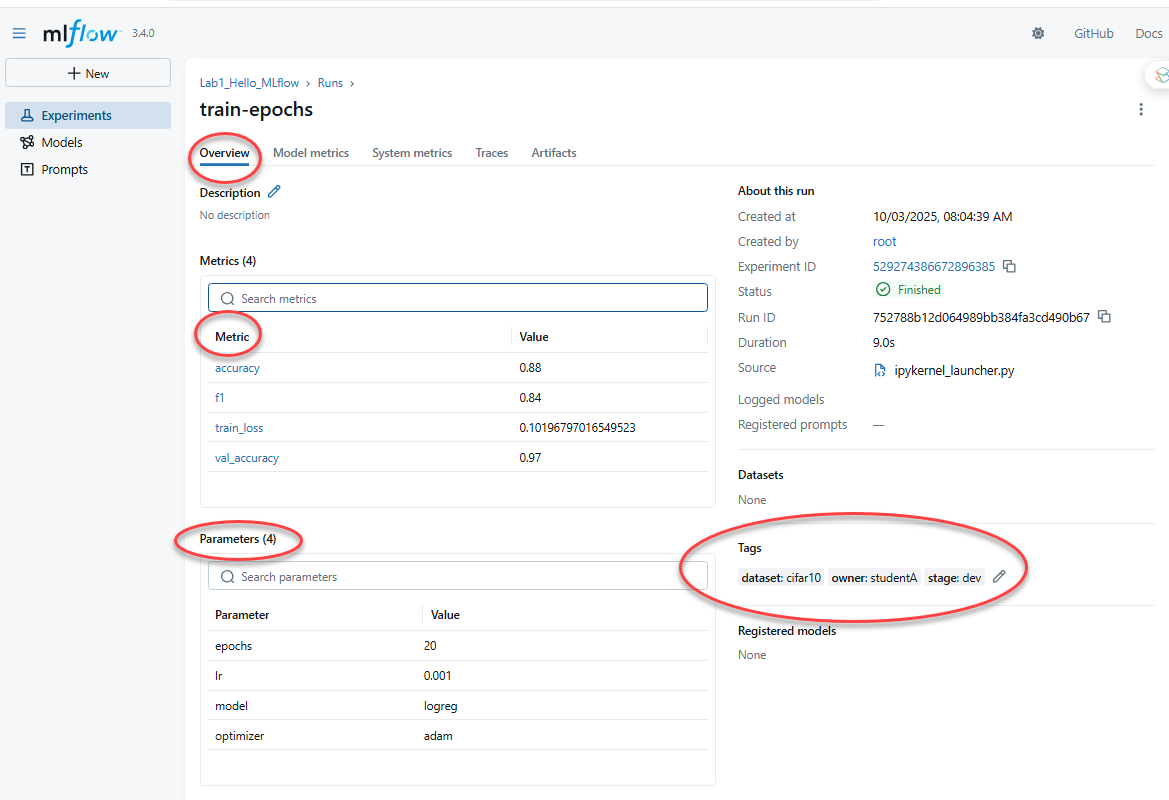 mlflow 3.4.0
GitHub
Docs
New
Experiments
Models
Prompts
Lab1_Hello_MLflow › Runs ›
train-epochs
Overview
Model metrics
System metrics
Traces
Artifacts
Description
No description
Metrics (4)
Search metrics
Metric Value
accuracy 0.88
f1 0.84
train_loss 0.10196797016549523
val_accuracy 0.97
Parameters (4)
Search parameters
Parameter Value
epochs 20
lr 0.001
model logreg
optimizer adam
About this run
Created at 10/03/2025, 08:04:39 AM
Created by root
Experiment ID 529274386672896385
Status Finished
Run ID 752788b12d064989bb384fa3cd490b67
Duration 9.0s
Source ipykernel_launcher.py
Logged models
Registered prompts —
Datasets
None
Tags
dataset: cifar10 owner: studentA stage: dev
Registered models
None